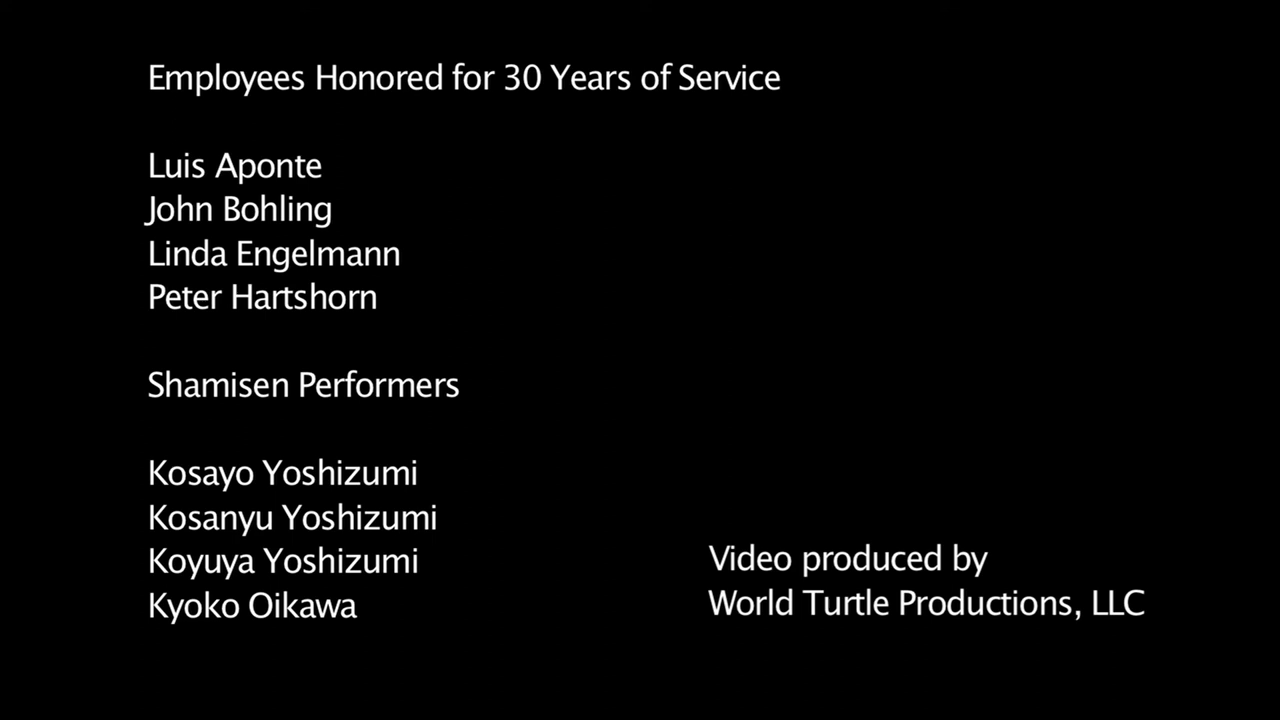 Employees Honored for 30 Years of Service
Luis Aponte
John Bohling
Linda Engelmann
Peter Hartshorn
Shamisen Performers
Kosayo Yoshizumi
Kosanyu Yoshizumi
Koyuya Yoshizumi
Kyoko Oikawa
Video produced by
World Turtle Productions, LLC